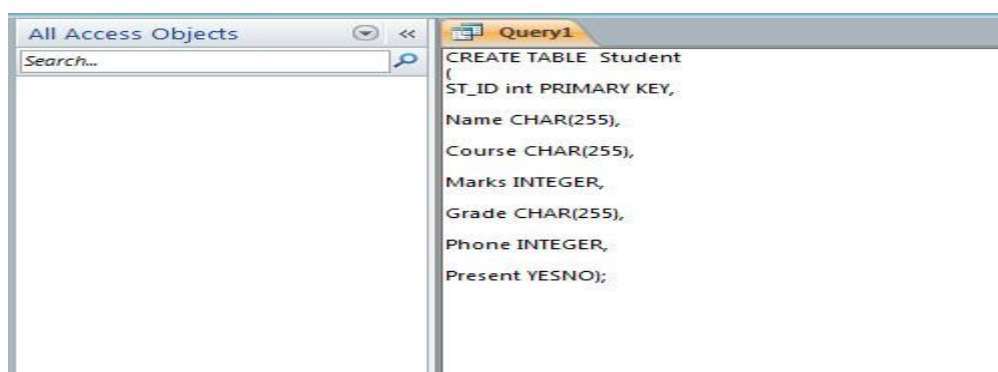 All Access Objects
Search...
Query1
CREATE TABLE Student
(
ST_ID int PRIMARY KEY,
Name CHAR(255),
Course CHAR(255),
Marks INTEGER,
Grade CHAR(255),
Phone INTEGER,
Present YESNO);